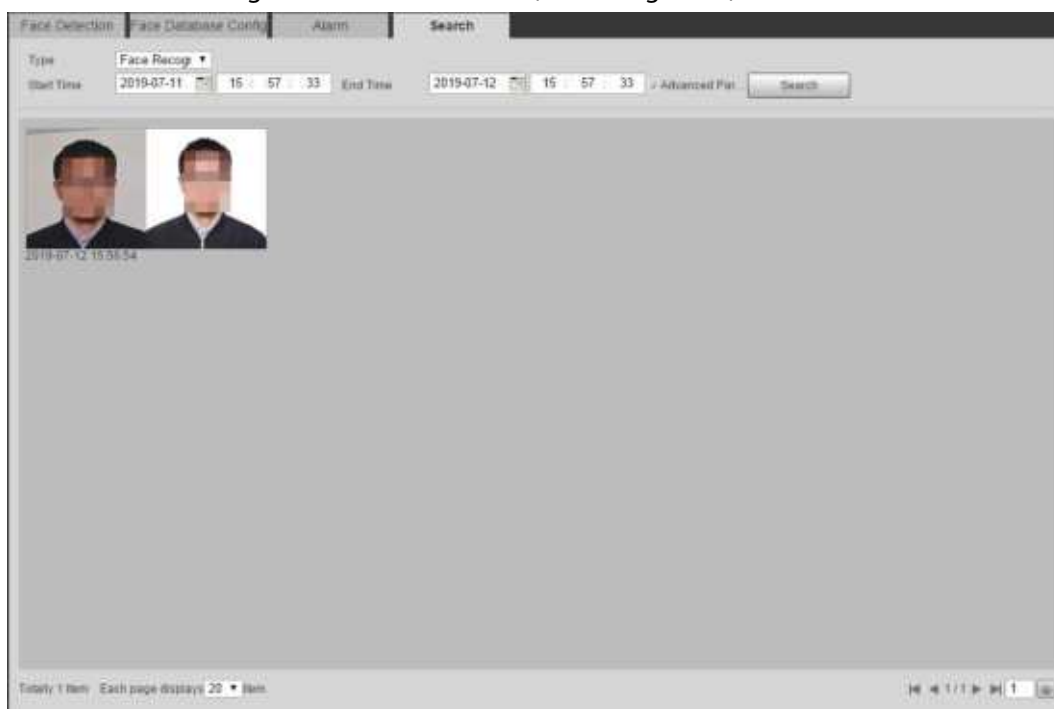 Face Detection Face Database Config Alarm Search
Type Face Recogr
Start Time 2019-07-11 15 : 57 : 33 End Time 2019-07-12 15 : 57 : 33 Advanced Par Search
2019-07-12 15:56:54
Totally 1 Item Each page displays 20 Item
1/1 1